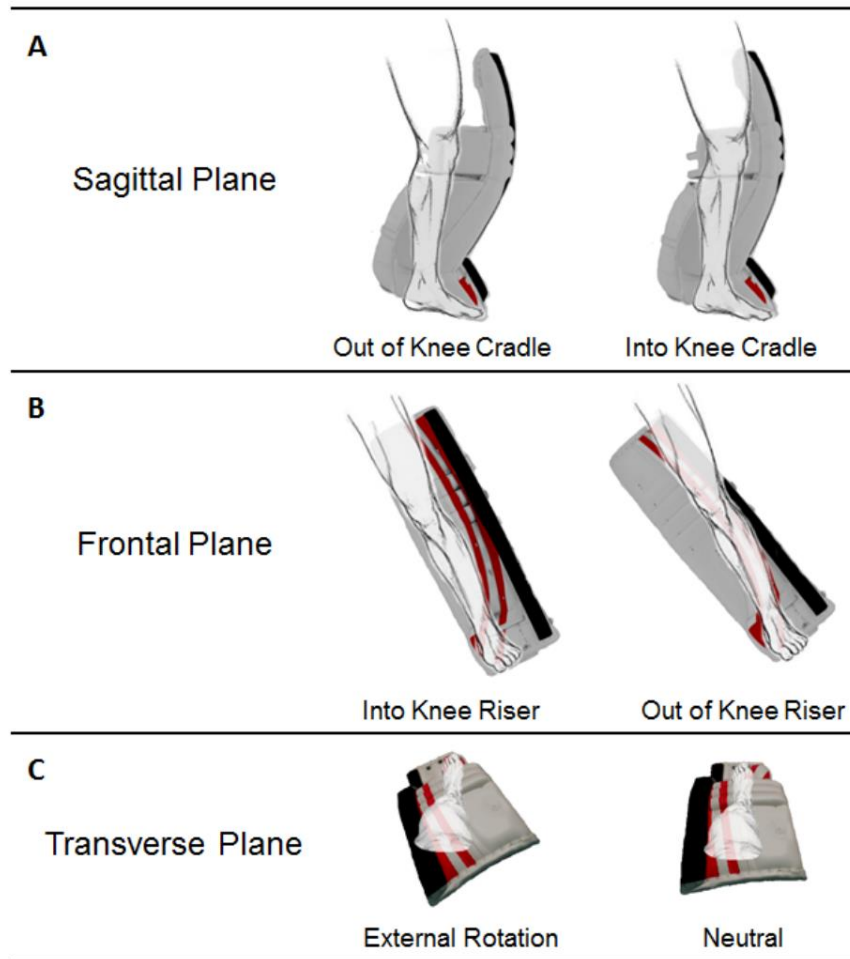 A
Sagittal Plane
Out of Knee Cradle
Into Knee Cradle
B
Frontal Plane
Into Knee Riser
Out of Knee Riser
C
Transverse Plane
External Rotation
Neutral